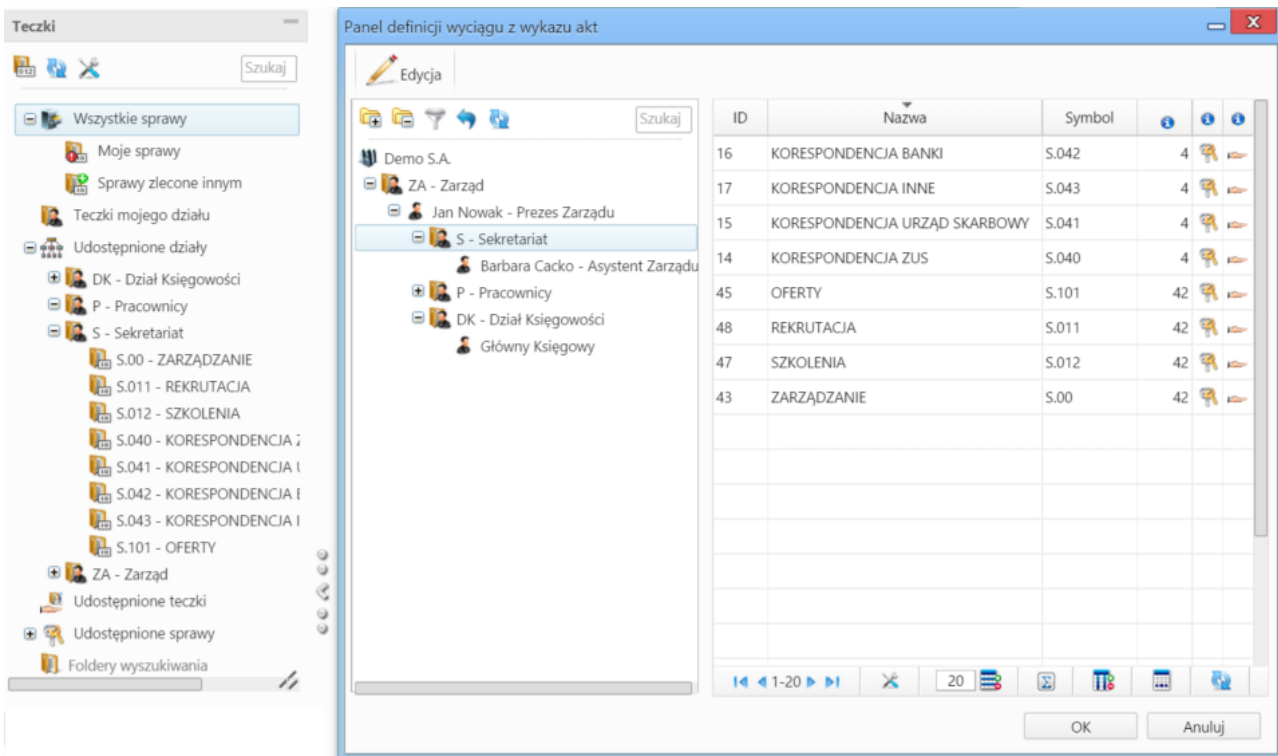 Teczki
Szukaj
Wszystkie sprawy
Moje sprawy
Sprawy zlecone innym
Teczki mojego działu
Udostępnione działy
DK - Dział Księgowości
P - Pracownicy
S - Sekretariat
S.00 - ZARZĄDZANIE
S.011 - REKRUTACJA
S.012 - SZKOLENIA
S.040 - KORESPONDENCJA
S.041 - KORESPONDENCJA
S.042 - KORESPONDENCJA
S.043 - KORESPONDENCJA I
S.101 - OFERTY
ZA - Zarząd
Udostępnione teczki
Udostępnione sprawy
Foldery wyszukiwania
Panel definicji wyciągu z wykazu akt
Edycja
Szukaj
Demo S.A.
ZA - Zarząd
Jan Nowak - Prezes Zarządu
S - Sekretariat
Barbara Cacko - Asystent Zarządu
P - Pracownicy
DK - Dział Księgowości
Główny Księgowy
ID Nazwa Symbol
16 KORESPONDENCJA BANKI S.042 4
17 KORESPONDENCJA INNE S.043 4
15 KORESPONDENCJA URZĄD SKARBOWY S.041 4
14 KORESPONDENCJA ZUS S.040 4
45 OFERTY S.101 42
48 REKRUTACJA S.011 42
47 SZKOLENIA S.012 42
43 ZARZĄDZANIE S.00 42
1-20 20
OK Anuluj